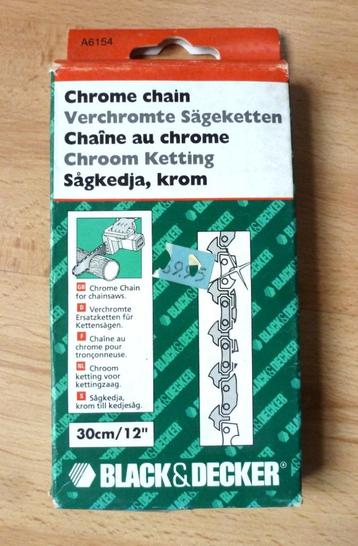 A6154
Chrome chain
Verchromte Sägeketten
Chaîne au chrome
Chroom Ketting
Sågkedja, krom
59.95
GB Chrome Chain
for chainsaws.
D Verchromte
Ersatzketten für
Kettensägen.
F Chaîne au
chrome pour
tronçonneuse.
NL Chroom
ketting voor
kettingzaag.
S Sågkedja,
krom till kedjesåg.
30cm/12"
BLACK&DECKER®